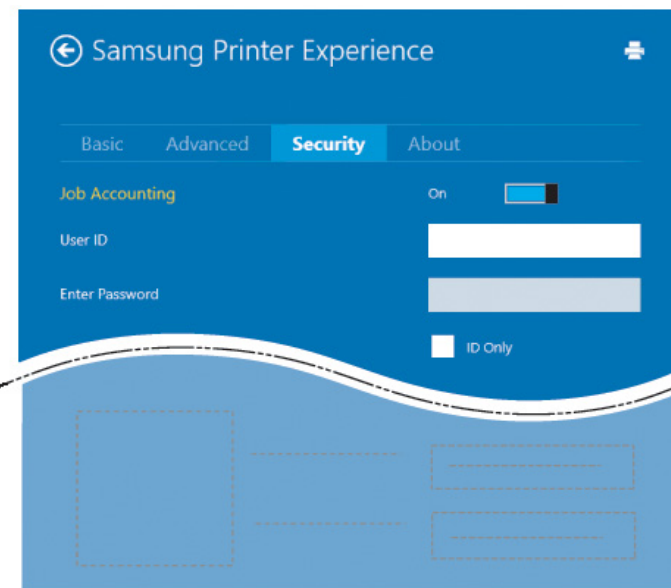 Samsung Printer Experience
Basic Advanced Security About
Job Accounting On
User ID
Enter Password
ID Only